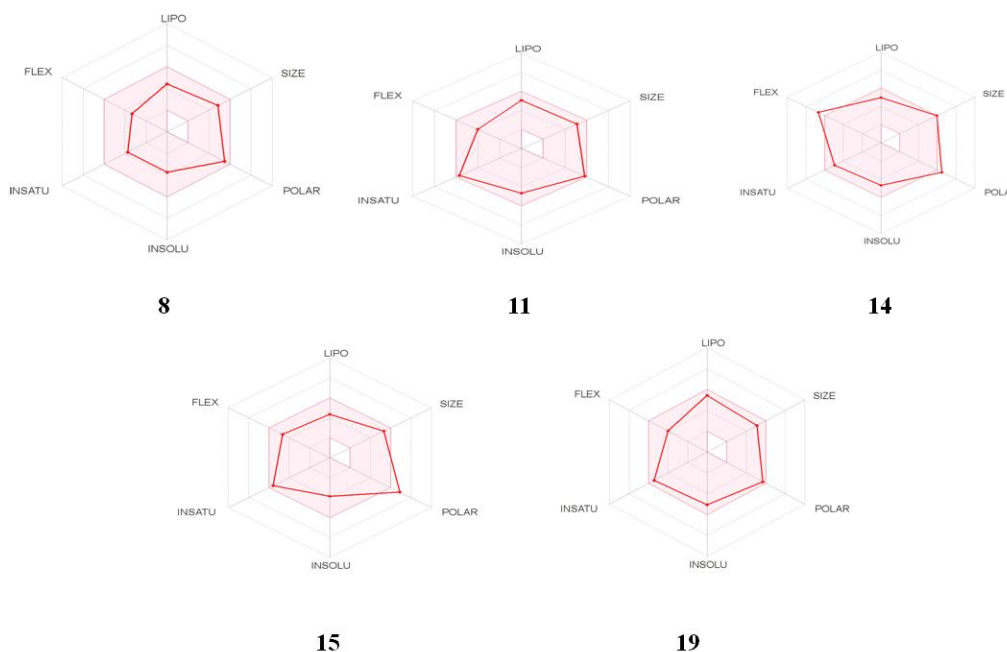 LIPO
FLEX
SIZE
INSATU
POLAR
INSOLU
8
LIPO
FLEX
SIZE
INSATU
POLAR
INSOLU
11
LIPO
FLEX
SIZE
INSATU
POLA
INSOLU
14
LIPO
FLEX
SIZE
INSATU
POLAR
INSOLU
15
LIPO
FLEX
SIZE
INSATU
POLAR
INSOLU
19